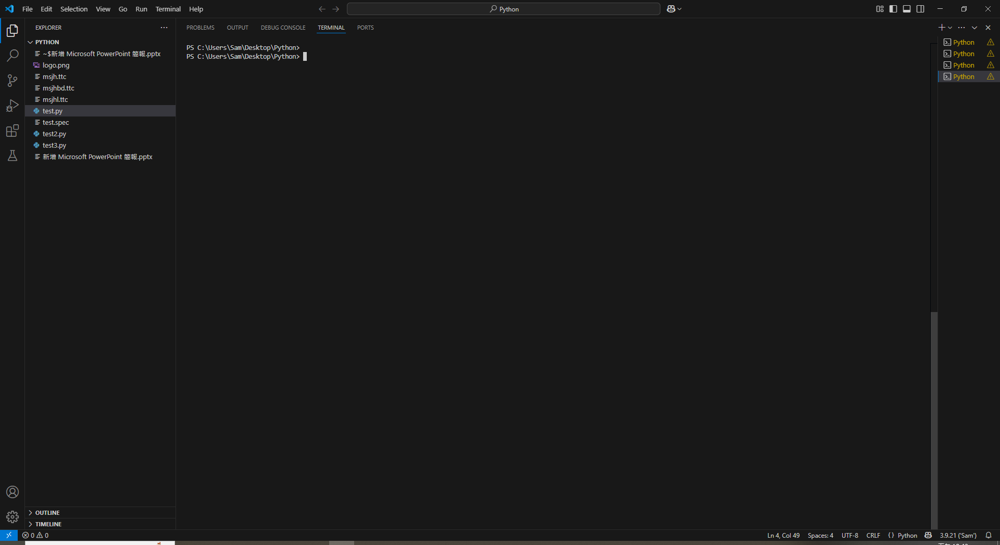 File Edit Selection View Go Run Terminal Help
Python
EXPLORER
PYTHON
~$新增 Microsoft PowerPoint 簡報.pptx
logo.png
msjh.ttc
msjhbd.ttc
msjhl.ttc
test.py
test.spec
test2.py
test3.py
新增 Microsoft PowerPoint 簡報.pptx
OUTLINE
TIMELINE
PROBLEMS OUTPUT DEBUG CONSOLE TERMINAL PORTS
PS C:\Users\Sam\Desktop\Python>
PS C:\Users\Sam\Desktop\Python>
Python
Python
Python
Python
0 0
Ln 4, Col 49 Spaces: 4 UTF-8 CRLF {} Python 3.9.21 ('Sam')